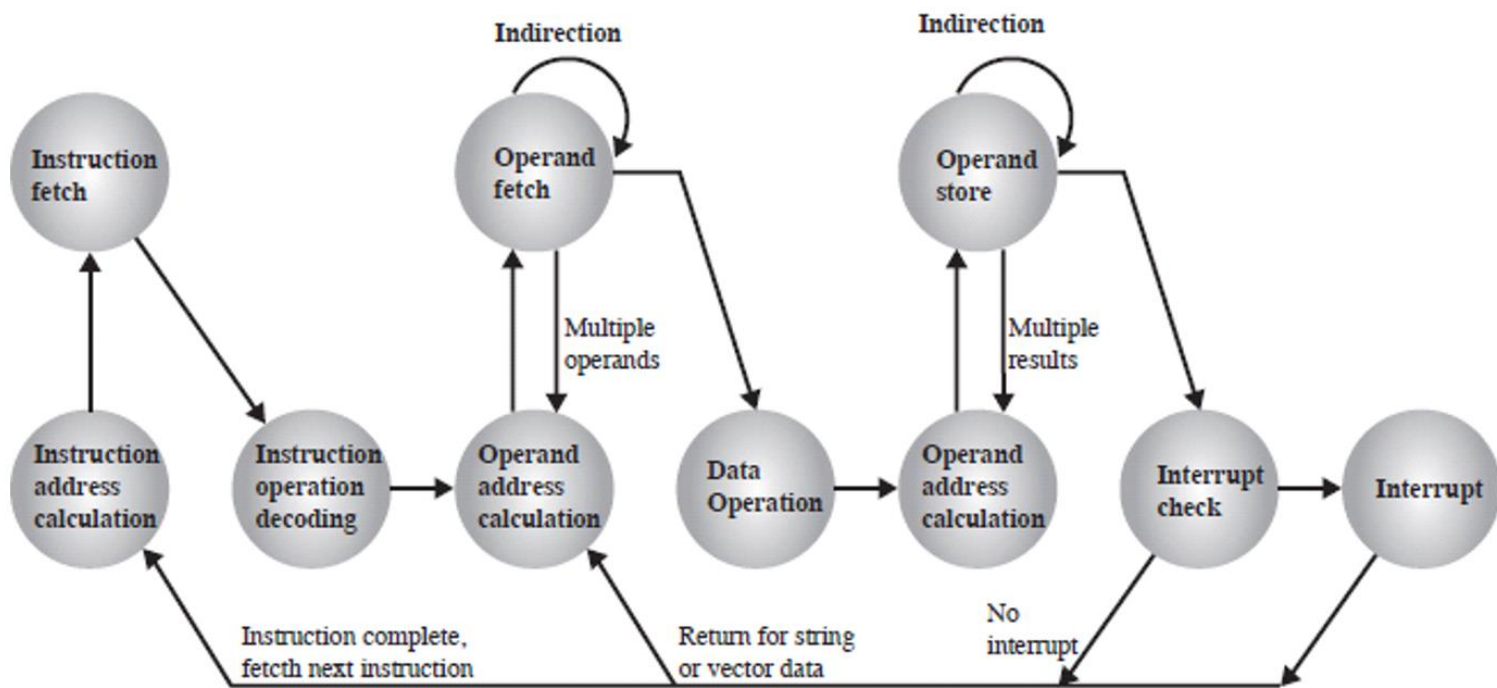 Indirection
Indirection
Instruction
fetch
Operand
fetch
Operand
store
Multiple
operands
Multiple
results
Instruction
address
calculation
Instruction
operation
decoding
Operand
address
calculation
Data
Operation
Operand
address
calculation
Interrupt
check
Interrupt
Instruction complete,
fetcth next instruction
Return for string
or vector data
No
interrupt